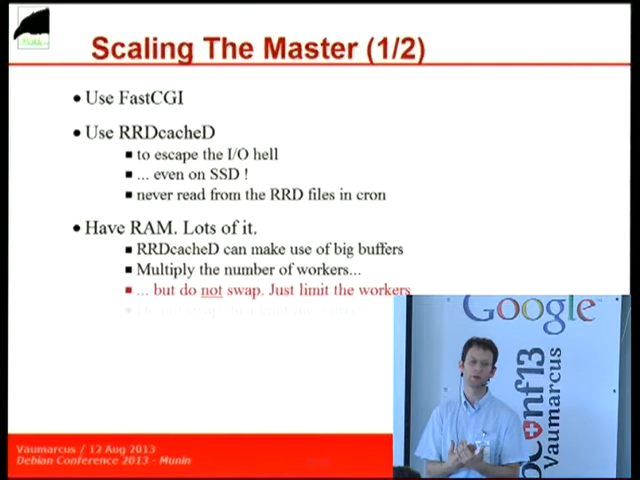 Scaling The Master (1/2)
Use FastCGI
Use RRDcacheD
to escape the I/O hell
... even on SSD !
never read from the RRD files in cron
Have RAM. Lots of it.
RRDcacheD can make use of big buffers
Multiply the number of workers...
... but do not swap. Just limit the workers
Google™
conf13
Vaumarcus
Vaumarcus / 12 Aug 2013
Debian Conference 2013 - Munin